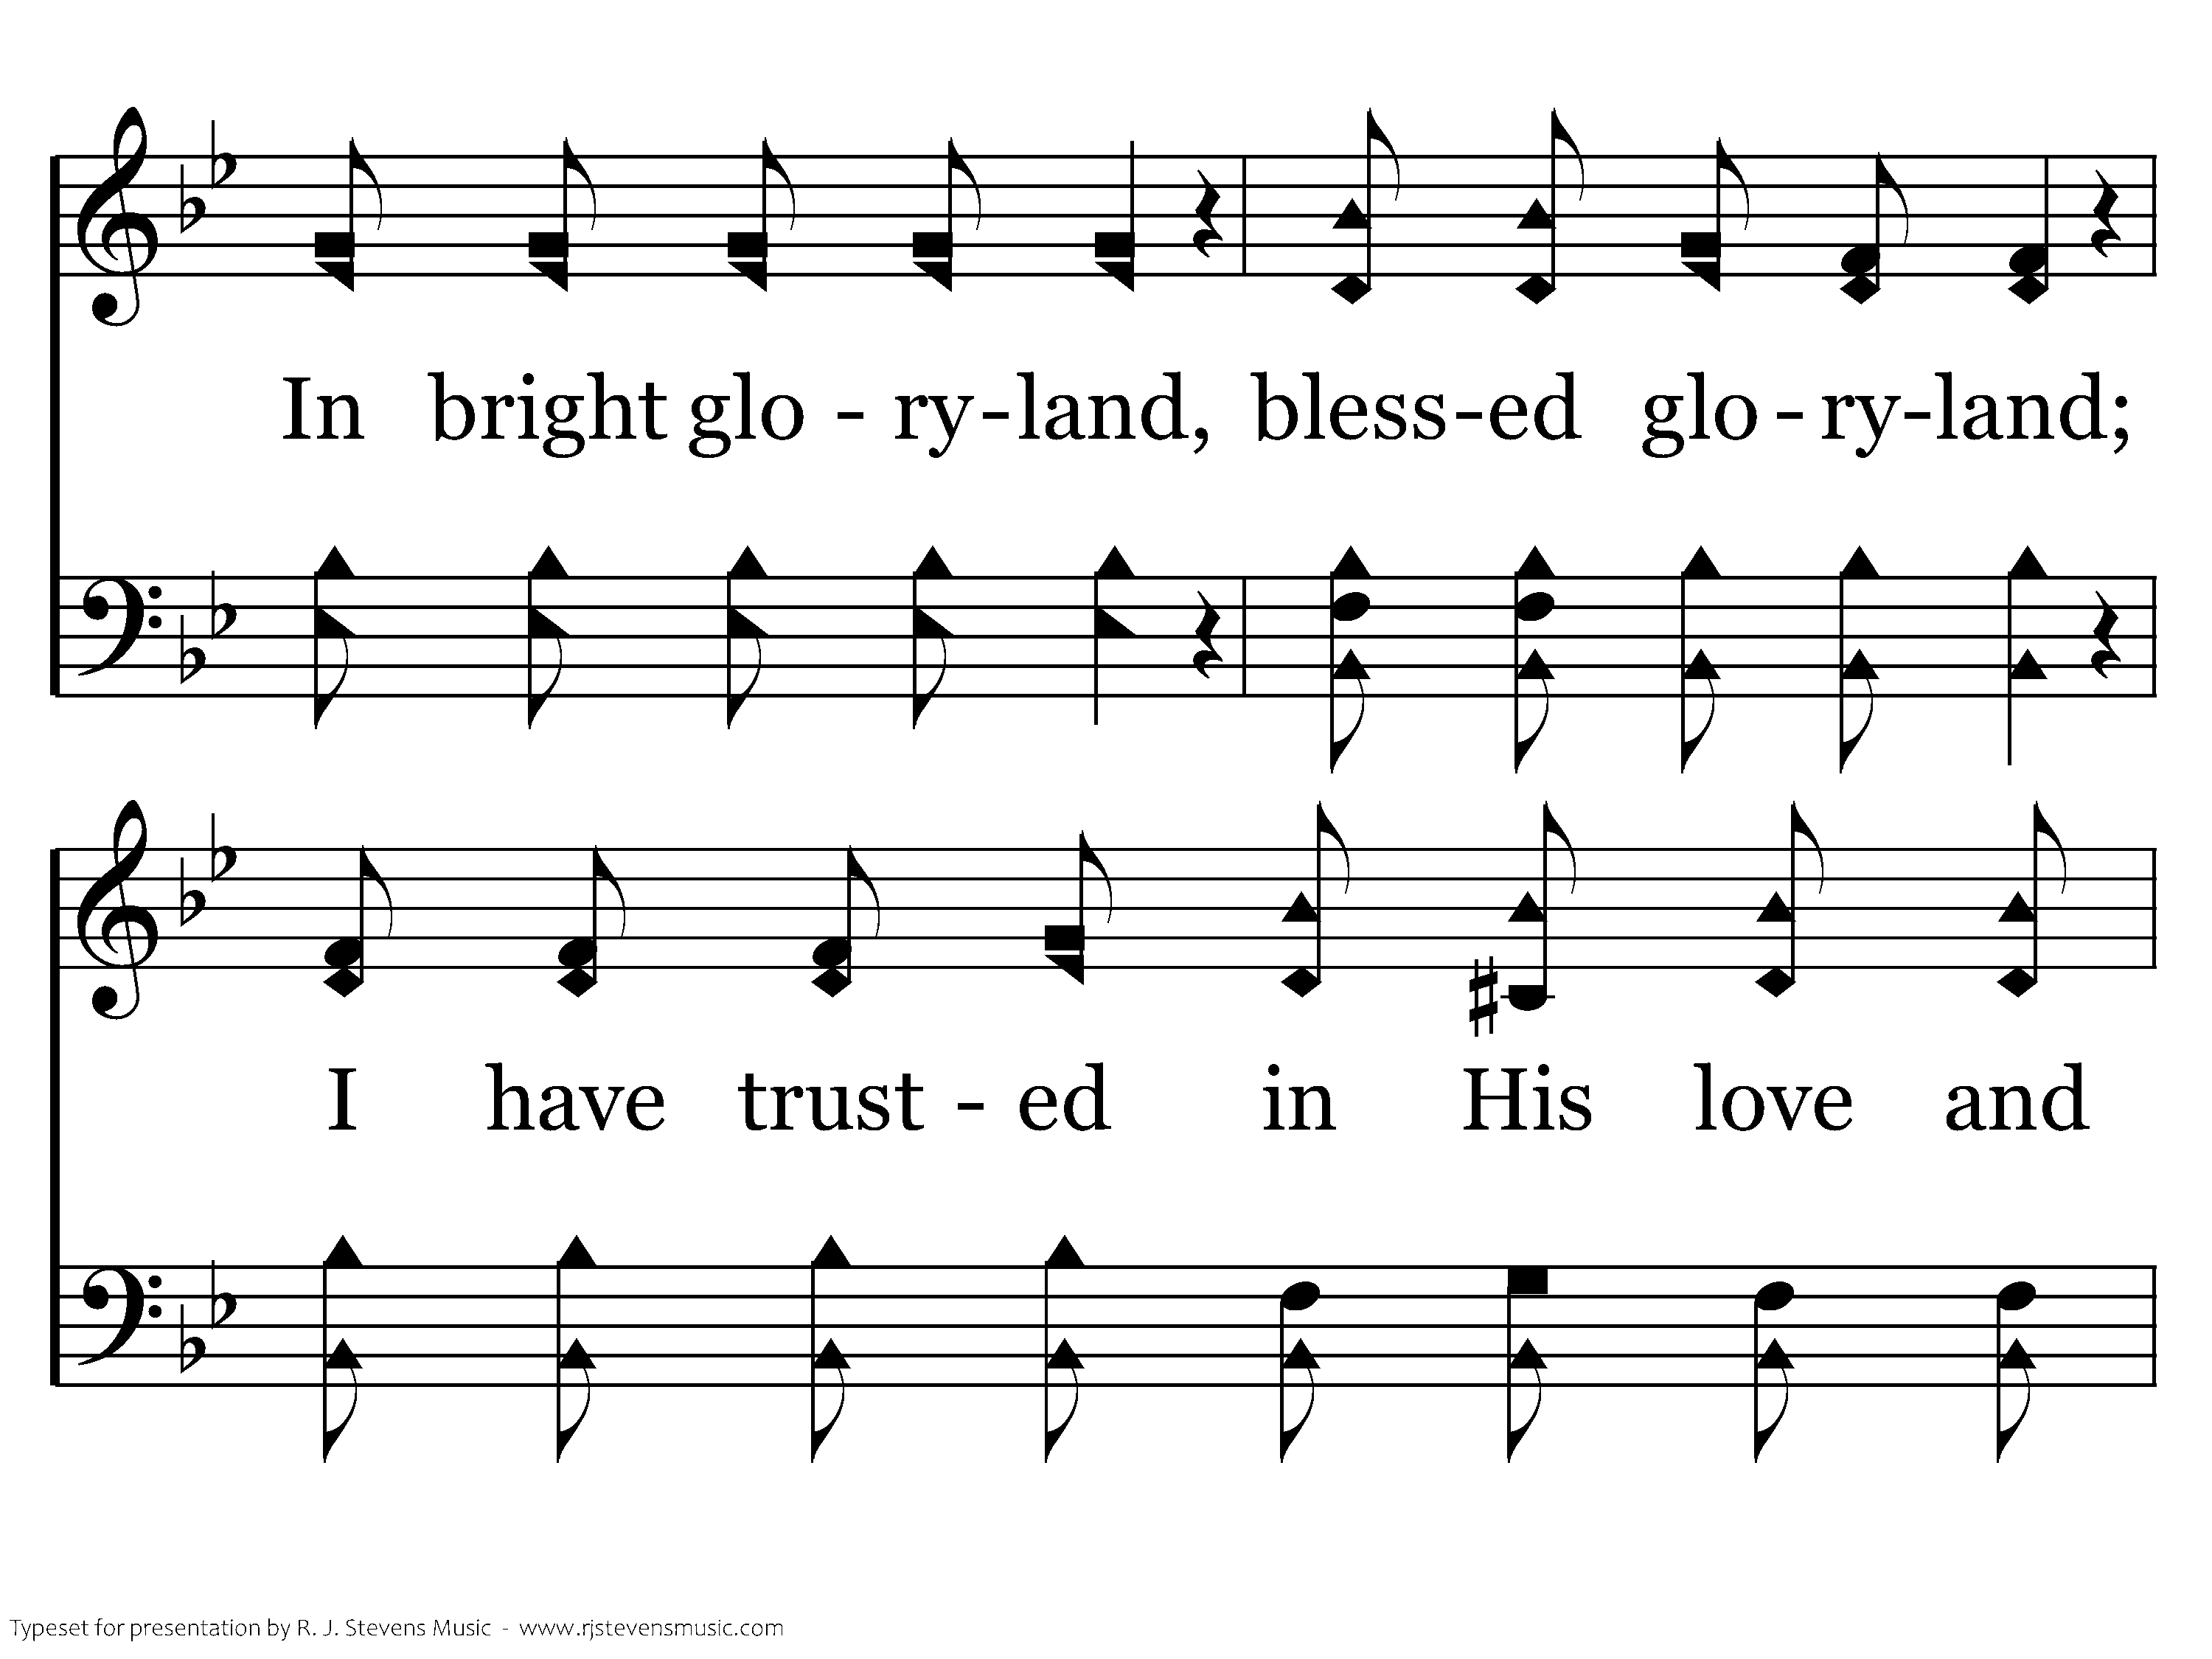 In bright glo - ry - land, bless - ed glo - ry - land;
I have trust - ed in His love and
Typeset for presentation by R. J. Stevens Music - www.rjstevensmusic.com